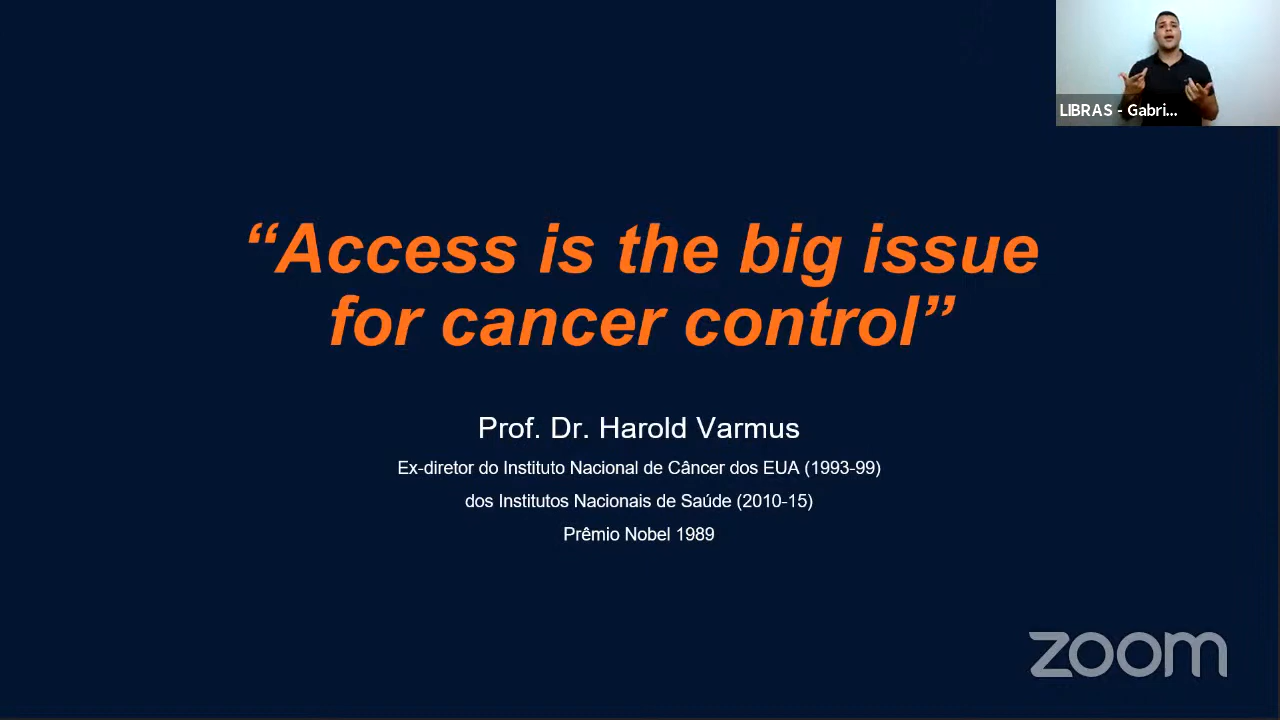 LIBRAS - Gabri...
“Access is the big issue
for cancer control”
Prof. Dr. Harold Varmus
Ex-diretor do Instituto Nacional de Câncer dos EUA (1993-99)
dos Institutos Nacionais de Saúde (2010-15)
Prêmio Nobel 1989
zoom